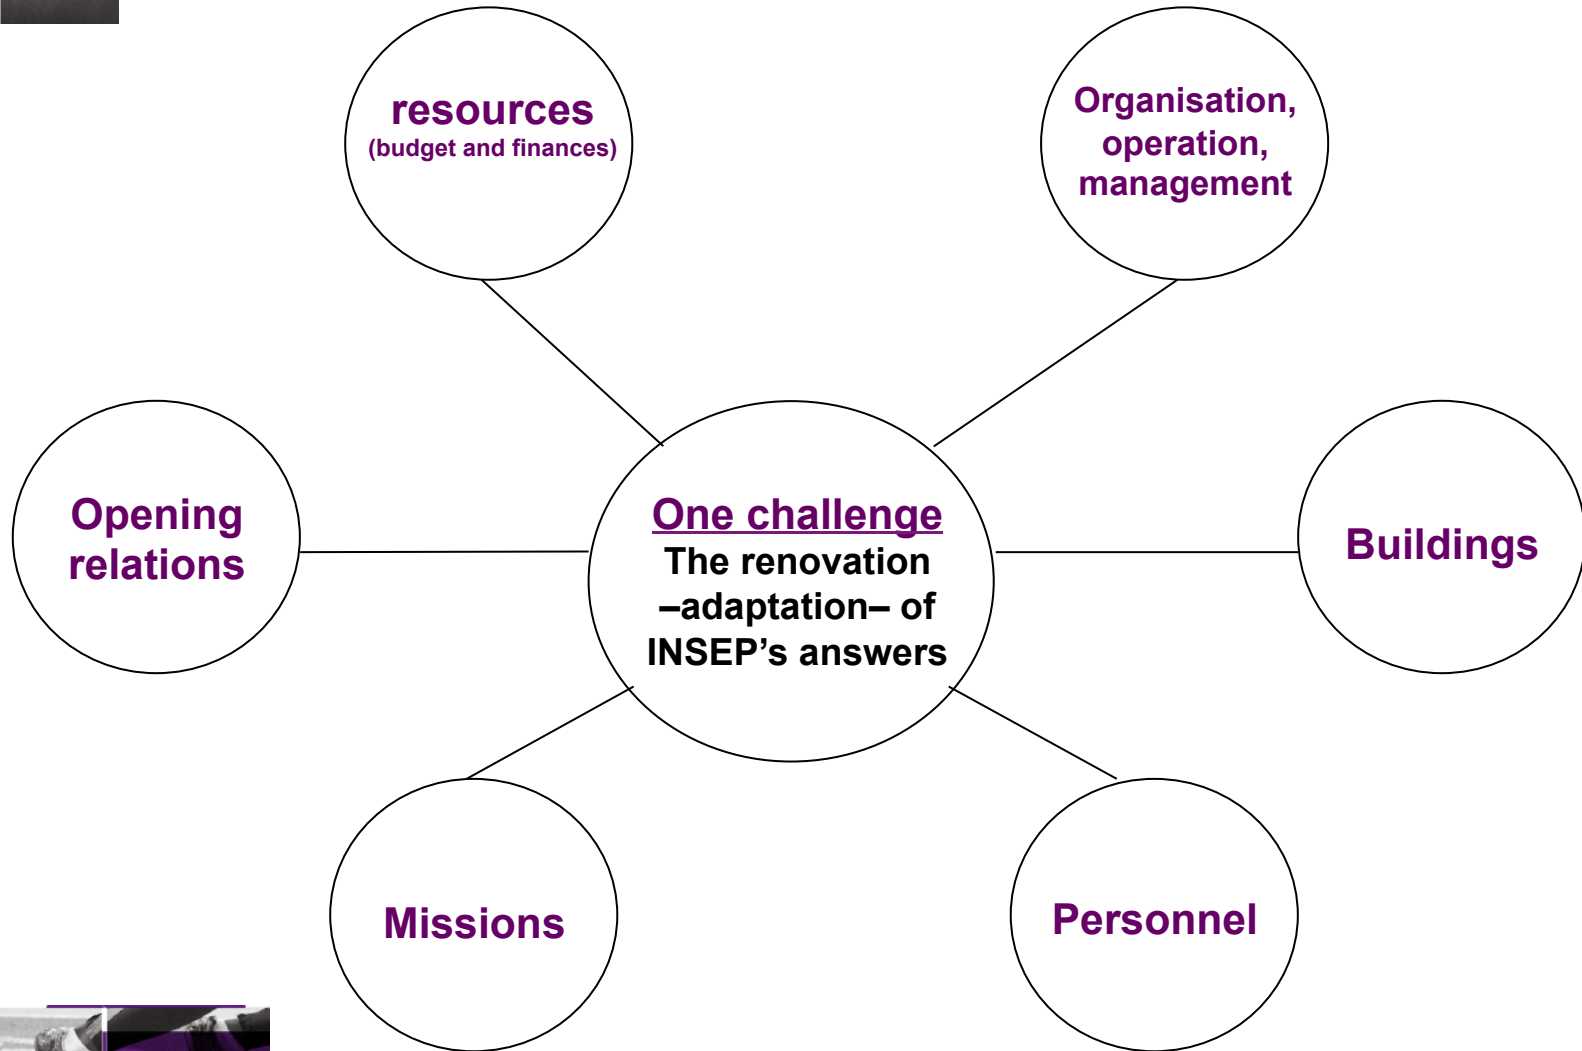 resources
(budget and finances)
Organisation,
operation,
management
Opening
relations
One challenge
The renovation
–adaptation– of
INSEP’s answers
Buildings
Missions
Personnel